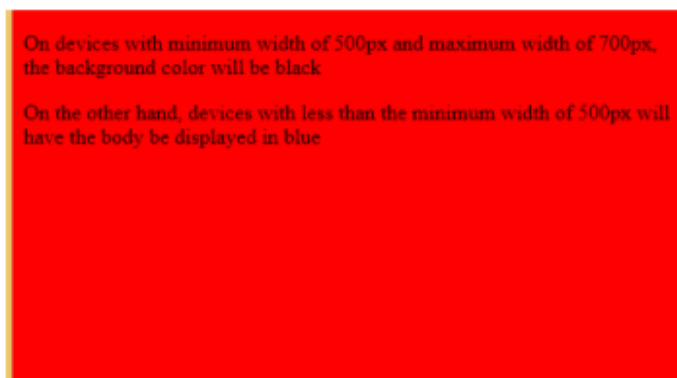 On devices with minimum width of 500px and maximum width of 700px,
the background color will be black
On the other hand, devices with less than the minimum width of 500px will
have the body be displayed in blue